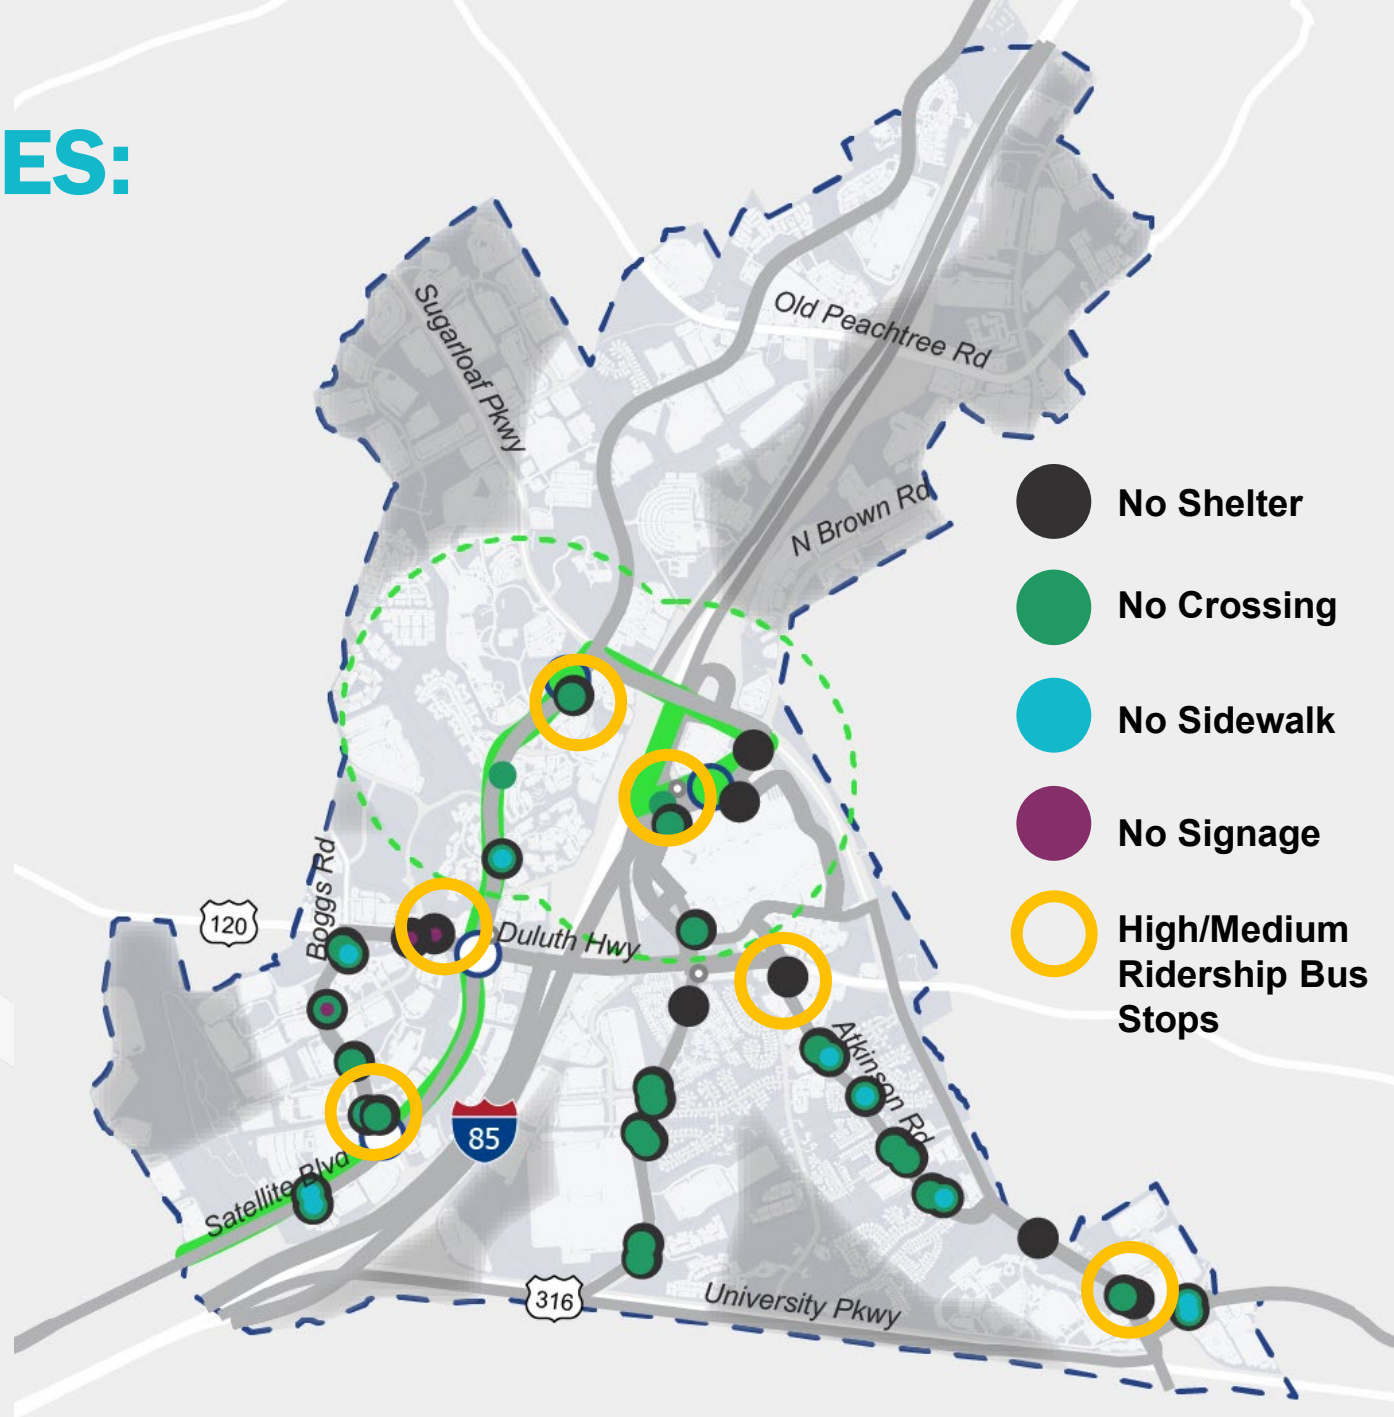 ES:
Sugarloaf Pkwy
Old Peachtree Rd
N Brown Rd
No Shelter
No Crossing
No Sidewalk
No Signage
High/Medium
Ridership Bus
Stops
Boggs Rd
120
Duluth Hwy
Atkinson Rd
85
Satellite Blvd
316
University Pkwy